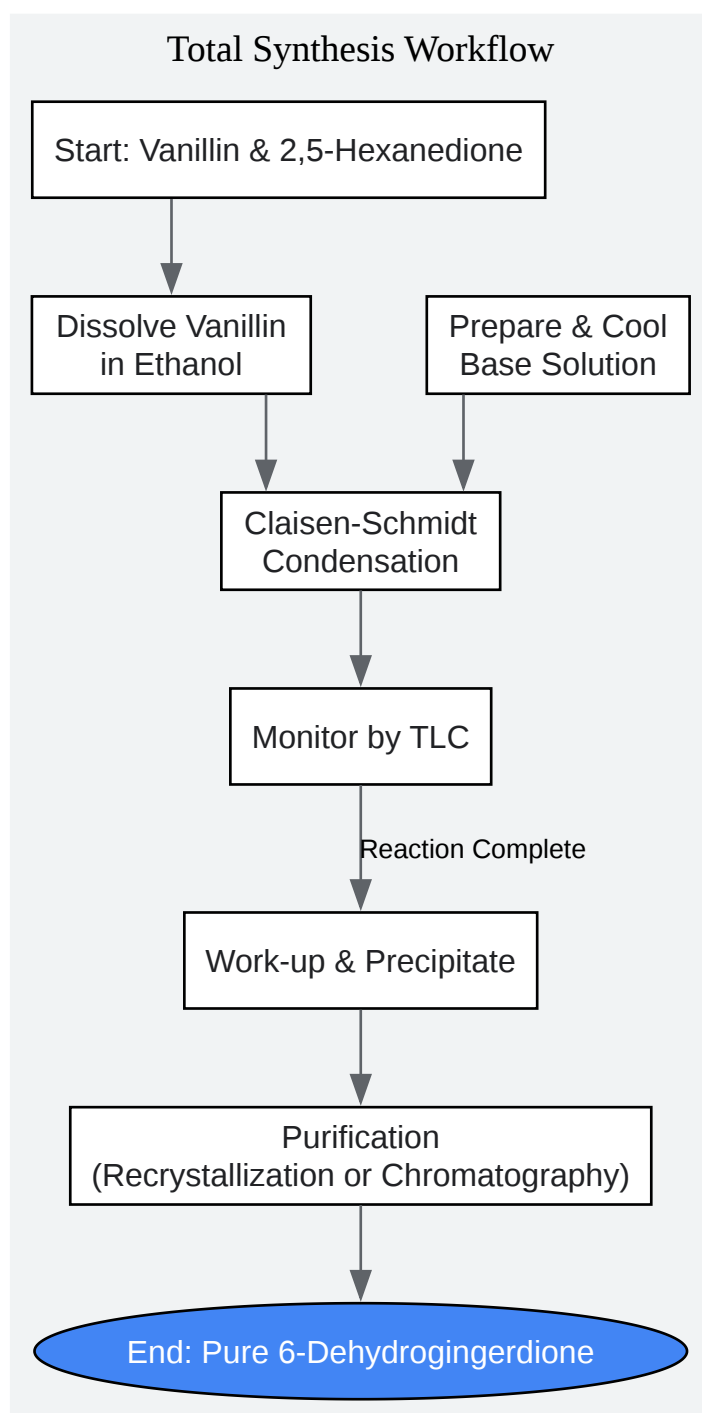 Total Synthesis Workflow
Start: Vanillin & 2,5-Hexanedione
Dissolve Vanillin
in Ethanol
Prepare & Cool
Base Solution
Claisen-Schmidt
Condensation
Monitor by TLC
Reaction Complete
Work-up & Precipitate
Purification
(Recrystallization or Chromatography)
End: Pure 6-Dehydrogingerdione